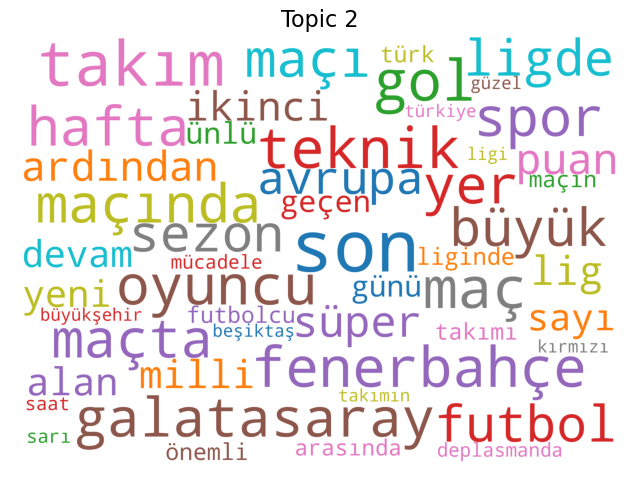 Topic 2
takım maçı türk gol ligde
güzel
hafta ikinci ünlü türkiye spor
ardından teknik ligi puan
maçında avrupa yer maçın
geçen
devam sezon son büyük
mücadele liginde
yeni oyuncu günü maç lig
büyükşehir futbolcu süper sayı
maçta beşiktaş takımı kırmızı
alan milli fenerbahçe
saat takımın
sarı galatasaray futbol
önemli arasında deplasmanda